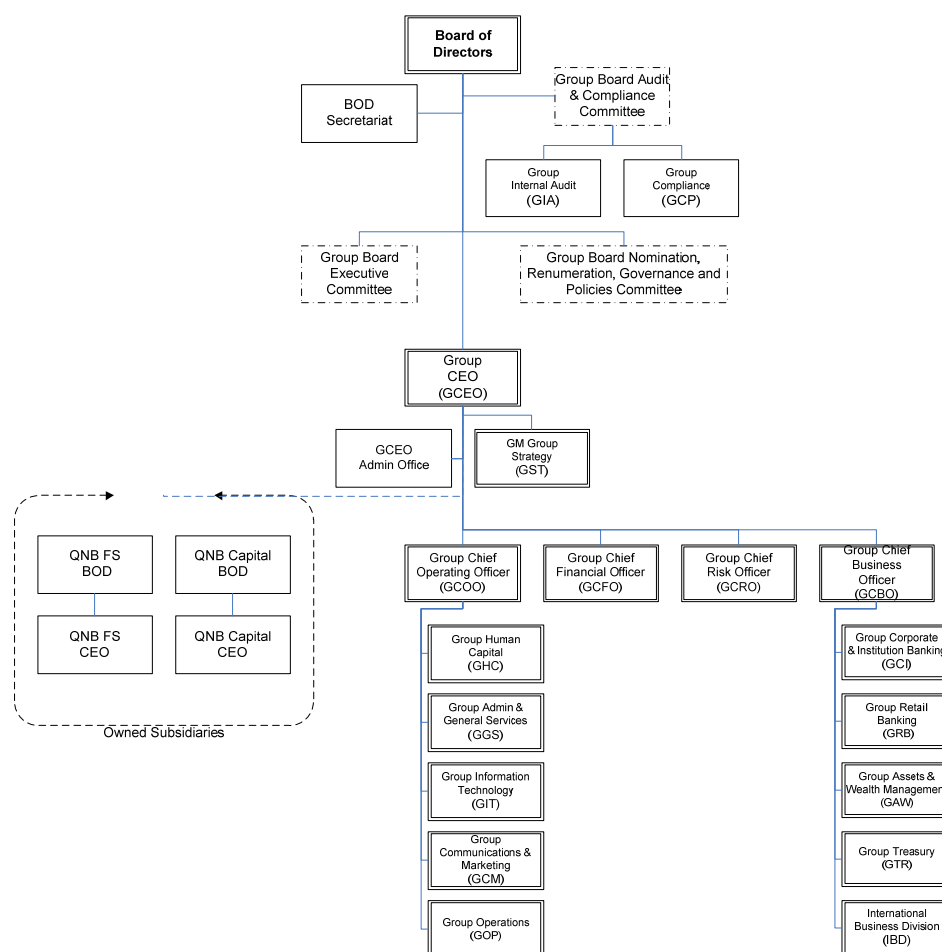 Board of
Directors
Group Board Audit
& Compliance
Committee
BOD
Secretariat
Group
Internal Audit
(GIA)
Group
Compliance
(GCP)
Group Board
Executive
Committee
Group Board Nomination,
Renumeration, Governance and
Policies Committee
Group
CEO
(GCEO)
GCEO
Admin Office
GM Group
Strategy
(GST)
QNB FS
BOD
QNB Capital
BOD
QNB FS
CEO
QNB Capital
CEO
Owned Subsidiaries
Group Chief
Operating Officer
(GCOO)
Group Chief
Financial Officer
(GCFO)
Group Chief
Risk Officer
(GCRO)
Group Chief
Business
Officer
(GCBO)
Group Human
Capital
(GHC)
Group Admin &
General Services
(GGS)
Group Information
Technology
(GIT)
Group
Communications &
Marketing
(GCM)
Group Operations
(GOP)
Group Corporate
& Institution Banking
(GCI)
Group Retail
Banking
(GRB)
Group Assets &
Wealth Management
(GAW)
Group Treasury
(GTR)
International
Business Division
(IBD)